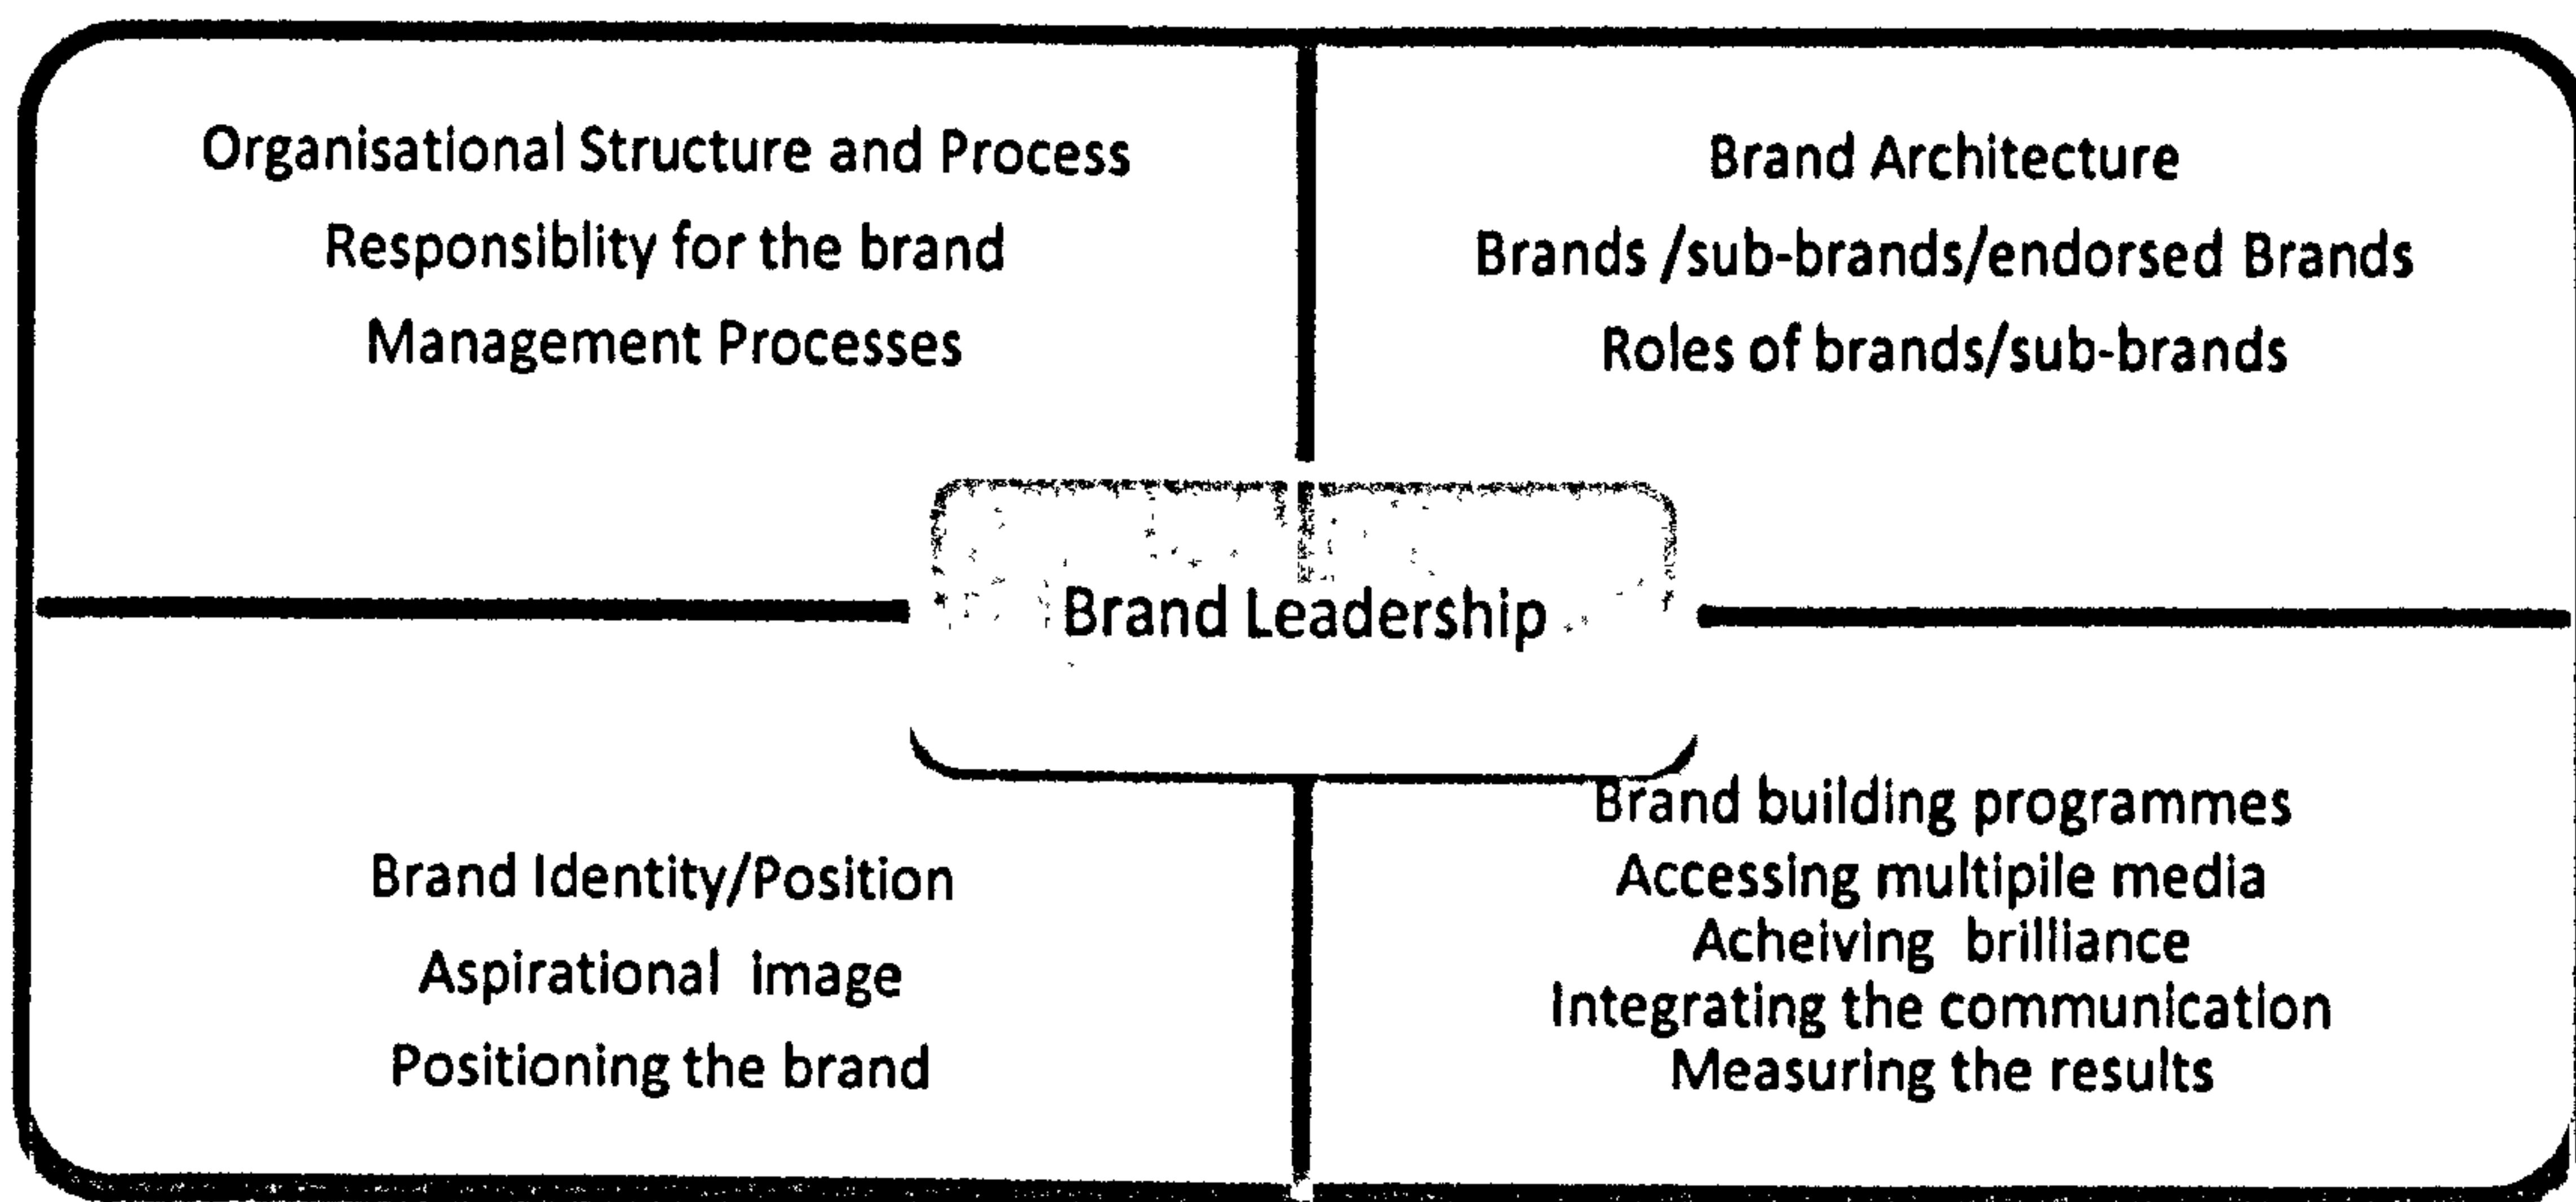 Organisational Structure and Process
Responsiblity for the brand
Management Processes
Brand Architecture
Brands /sub-brands/endorsed Brands
Roles of brands/sub-brands
Brand Leadership
Brand Identity/Position
Aspirational image
Positioning the brand
Brand building programmes
Accessing multipile media
Acheiving brilliance
Integrating the communication
Measuring the results